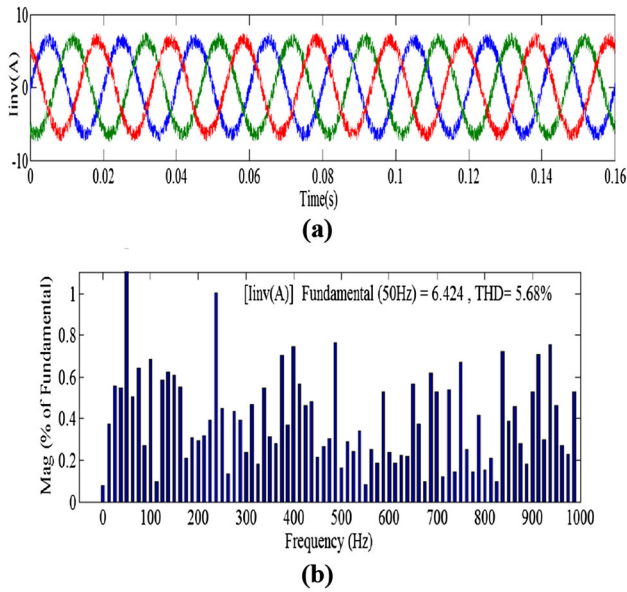 10
0
-10
Iinv(A)
0 0.02 0.04 0.06 0.08 0.1 0.12 0.14 0.16
Time(s)
(a)
[Iinv(A)] Fundamental (50Hz) = 6.424 , THD= 5.68%
1
0.8
0.6
0.4
0.2
0
Mag (% of Fundamental)
0 100 200 300 400 500 600 700 800 900 1000
Frequency (Hz)
(b)